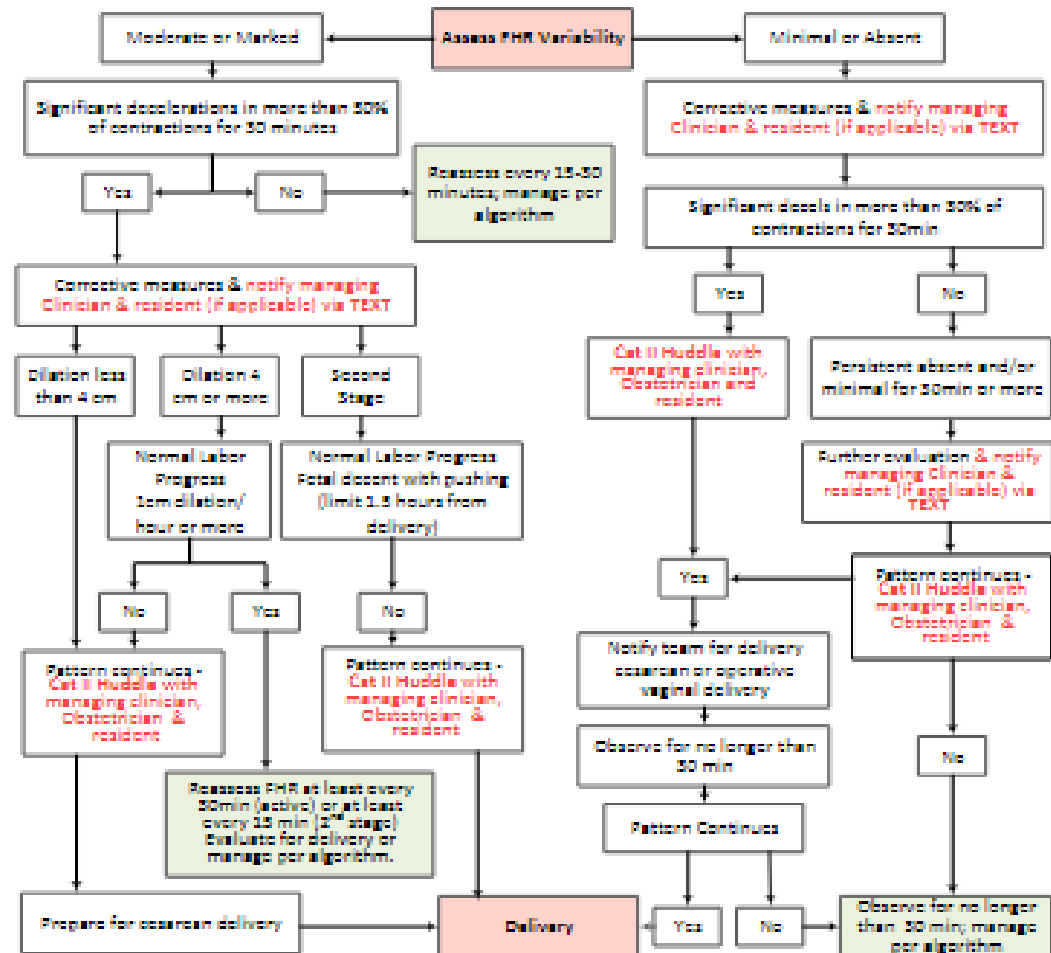 Assess FHR Variability
Moderate or Marked
Minimal or Absent
Significant decelerations in more than 50%
of contractions for 30 minutes
Yes
No
Reassess every 15-30
minutes; manage per
algorithm
Corrective measures & notify managing
Clinician & resident (if applicable) via TEXT
Dilation less
than 4 cm
Dilation 4
cm or more
Second
Stage
Normal Labor
Progress
1cm dilation/
hour or more
Normal Labor Progress
Fetal decent with pushing
(limit 1.5 hours from
delivery)
No
Yes
No
Pattern continues -
Cat II Huddle with
managing clinician,
Obstetrician &
resident
Pattern continues -
Cat II Huddle with
managing clinician,
Obstetrician &
resident
Reassess FHR at least every
30min (active) or at least
every 15 min (2nd stage)
Evaluate for delivery or
manage per algorithm.
Prepare for cesarean delivery
Delivery
Corrective measures & notify managing
Clinician & resident (if applicable) via TEXT
Significant decels in more than 50% of
contractions for 30min
Yes
No
Cat II Huddle with
managing clinician,
Obstetrician and
resident
Persistent absent and/or
minimal for 30min or more
Further evaluation & notify
managing Clinician &
resident (if applicable) via
TEXT
Yes
Pattern continues -
Cat II Huddle with
managing clinician,
Obstetrician &
resident
Notify team for delivery
cesarean or operative
vaginal delivery
Observe for no longer than
30 min
No
Pattern Continues
Yes
No
Observe for no longer
than 30 min; manage
per algorithm